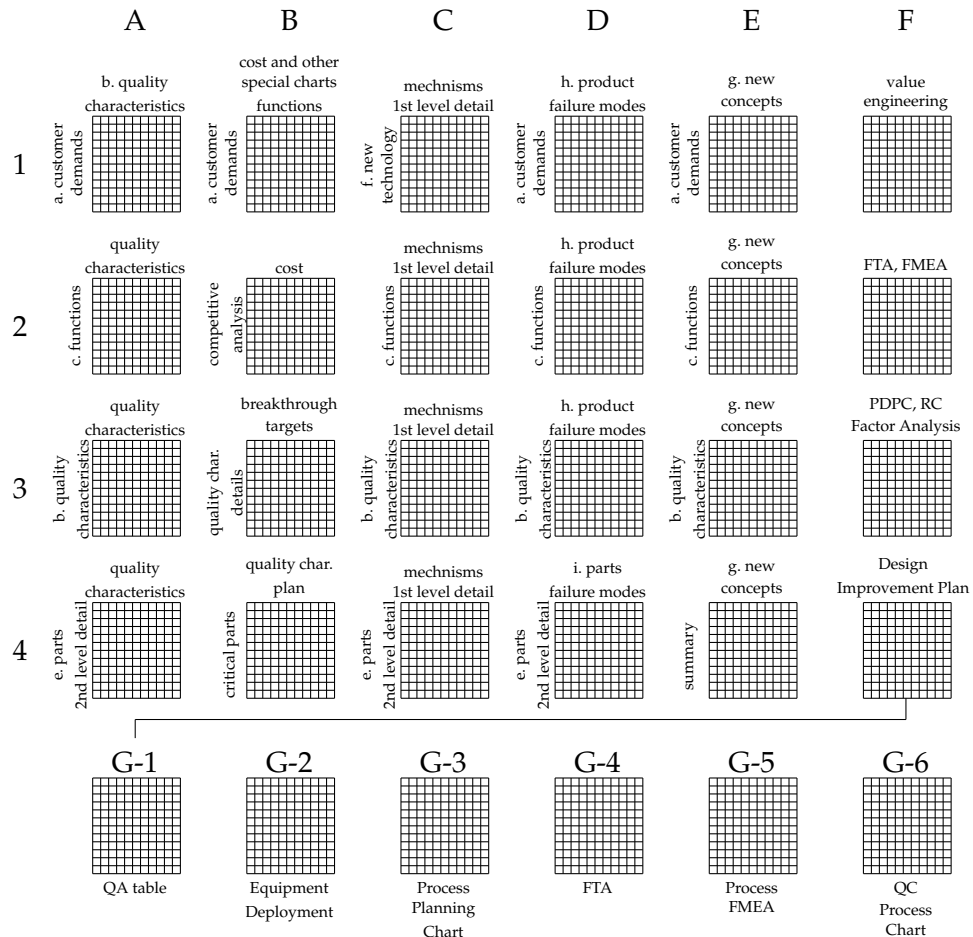 A B C D E F
b. quality
characteristics
cost and other
special charts
functions
mechnisms
1st level detail
h. product
failure modes
g. new
concepts
value
engineering
1
a. customer
demands
a. customer
demands
f. new
technology
a. customer
demands
a. customer
demands
quality
characteristics
cost
mechnisms
1st level detail
h. product
failure modes
g. new
concepts
FTA, FMEA
2
c. functions
competitive
analysis
c. functions
c. functions
c. functions
quality
characteristics
breakthrough
targets
mechnisms
1st level detail
h. product
failure modes
g. new
concepts
PDPC, RC
Factor Analysis
3
b. quality
characteristics
quality char.
details
b. quality
characteristics
b. quality
characteristics
b. quality
characteristics
quality
characteristics
quality char.
plan
mechnisms
1st level detail
i. parts
failure modes
g. new
concepts
Design
Improvement Plan
4
e. parts
2nd level detail
critical parts
e. parts
2nd level detail
e. parts
2nd level detail
summary
G-1 G-2 G-3 G-4 G-5 G-6
QA table
Equipment
Deployment
Process
Planning
Chart
FTA
Process
FMEA
QC
Process
Chart